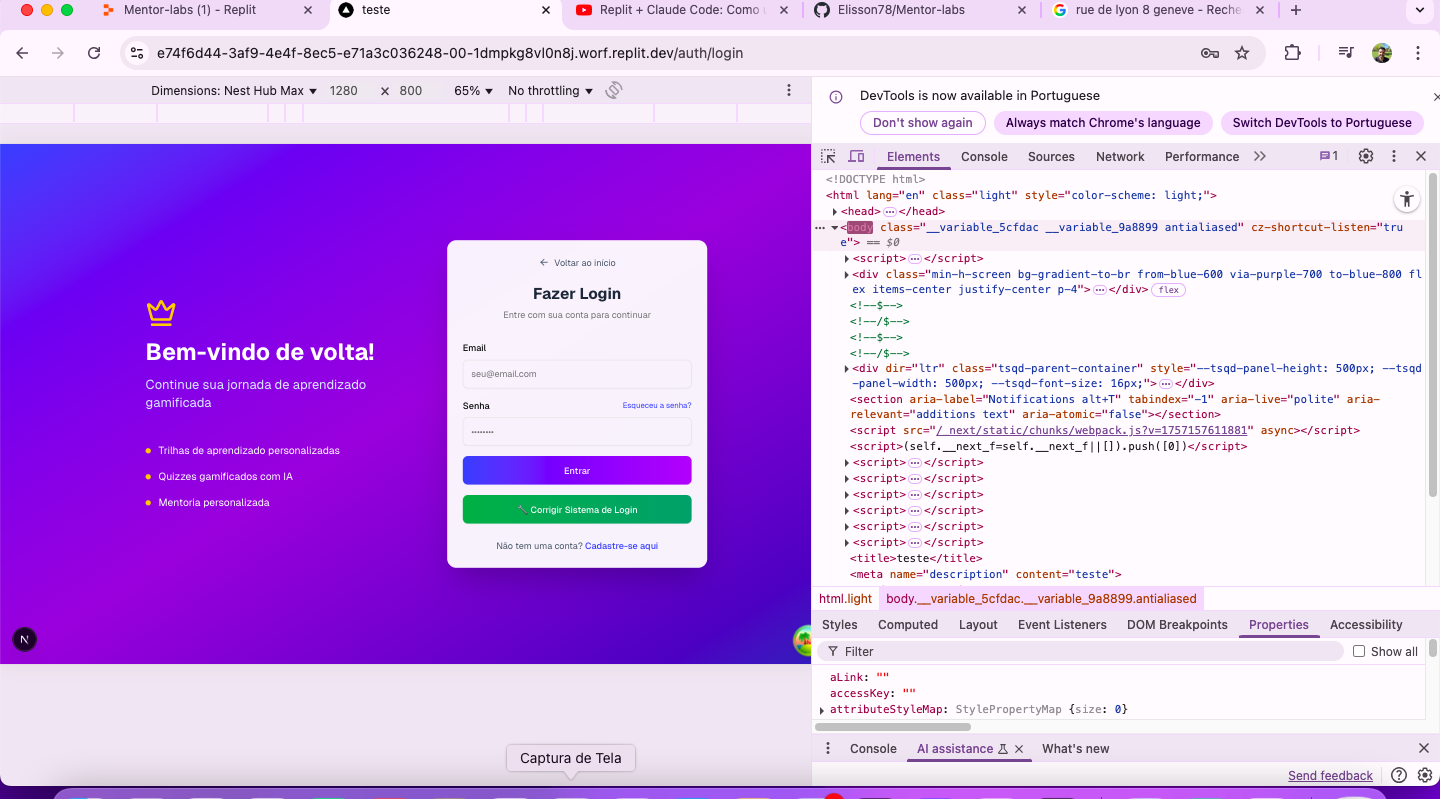 Mentor-labs (1) - Replit
teste
Replit + Claude Code: Como u
Elisson78/Mentor-labs
rue de lyon 8 geneve - Reche
e74f6d44-3af9-4e4f-8ec5-e71a3c036248-00-1dmpkg8vl0n8j.worf.replit.dev/auth/login
Dimensions: Nest Hub Max 1280 × 800 65% No throttling
Voltar ao início
Fazer Login
Entre com sua conta para continuar
Email
seu@email.com
Senha Esqueceu a senha?
••••••••
Entrar
Corrigir Sistema de Login
Não tem uma conta? Cadastre-se aqui
Bem-vindo de volta!
Continue sua jornada de aprendizado
gamificada
Trilhas de aprendizado personalizadas
Quizzes gamificados com IA
Mentoria personalizada
N
Captura de Tela
DevTools is now available in Portuguese
Don't show again Always match Chrome's language Switch DevTools to Portuguese
Elements Console Sources Network Performance 1
<!DOCTYPE html>
<html lang="en" class="light" style="color-scheme: light;">
<head>…</head>
<body class="__variable_5cfdac __variable_9a8899 antialiased" cz-shortcut-listen="tru
e"> == $0
<script>…</script>
<div class="min-h-screen bg-gradient-to-br from-blue-600 via-purple-700 to-blue-800 fl
ex items-center justify-center p-4">…</div> flex
<!--$-->
<!--/$-->
<!--$-->
<!--/$-->
<div dir="ltr" class="tsqd-parent-container" style="--tsqd-panel-height: 500px; --tsqd
-panel-width: 500px; --tsqd-font-size: 16px;">…</div>
<section aria-label="Notifications alt+T" tabindex="-1" aria-live="polite" aria-
relevant="additions text" aria-atomic="false"></section>
<script src="/_next/static/chunks/webpack.js?v=1757157611881" async></script>
<script>(self.__next_f=self.__next_f||[]).push([0])</script>
<script>…</script>
<script>…</script>
<script>…</script>
<script>…</script>
<script>…</script>
<script>…</script>
<title>teste</title>
<meta name="description" content="teste">
html.light body.__variable_5cfdac.__variable_9a8899.antialiased
Styles Computed Layout Event Listeners DOM Breakpoints Properties Accessibility
Filter Show all
aLink: ""
accessKey: ""
attributeStyleMap: StylePropertyMap {size: 0}
Console AI assistance What's new
Send feedback